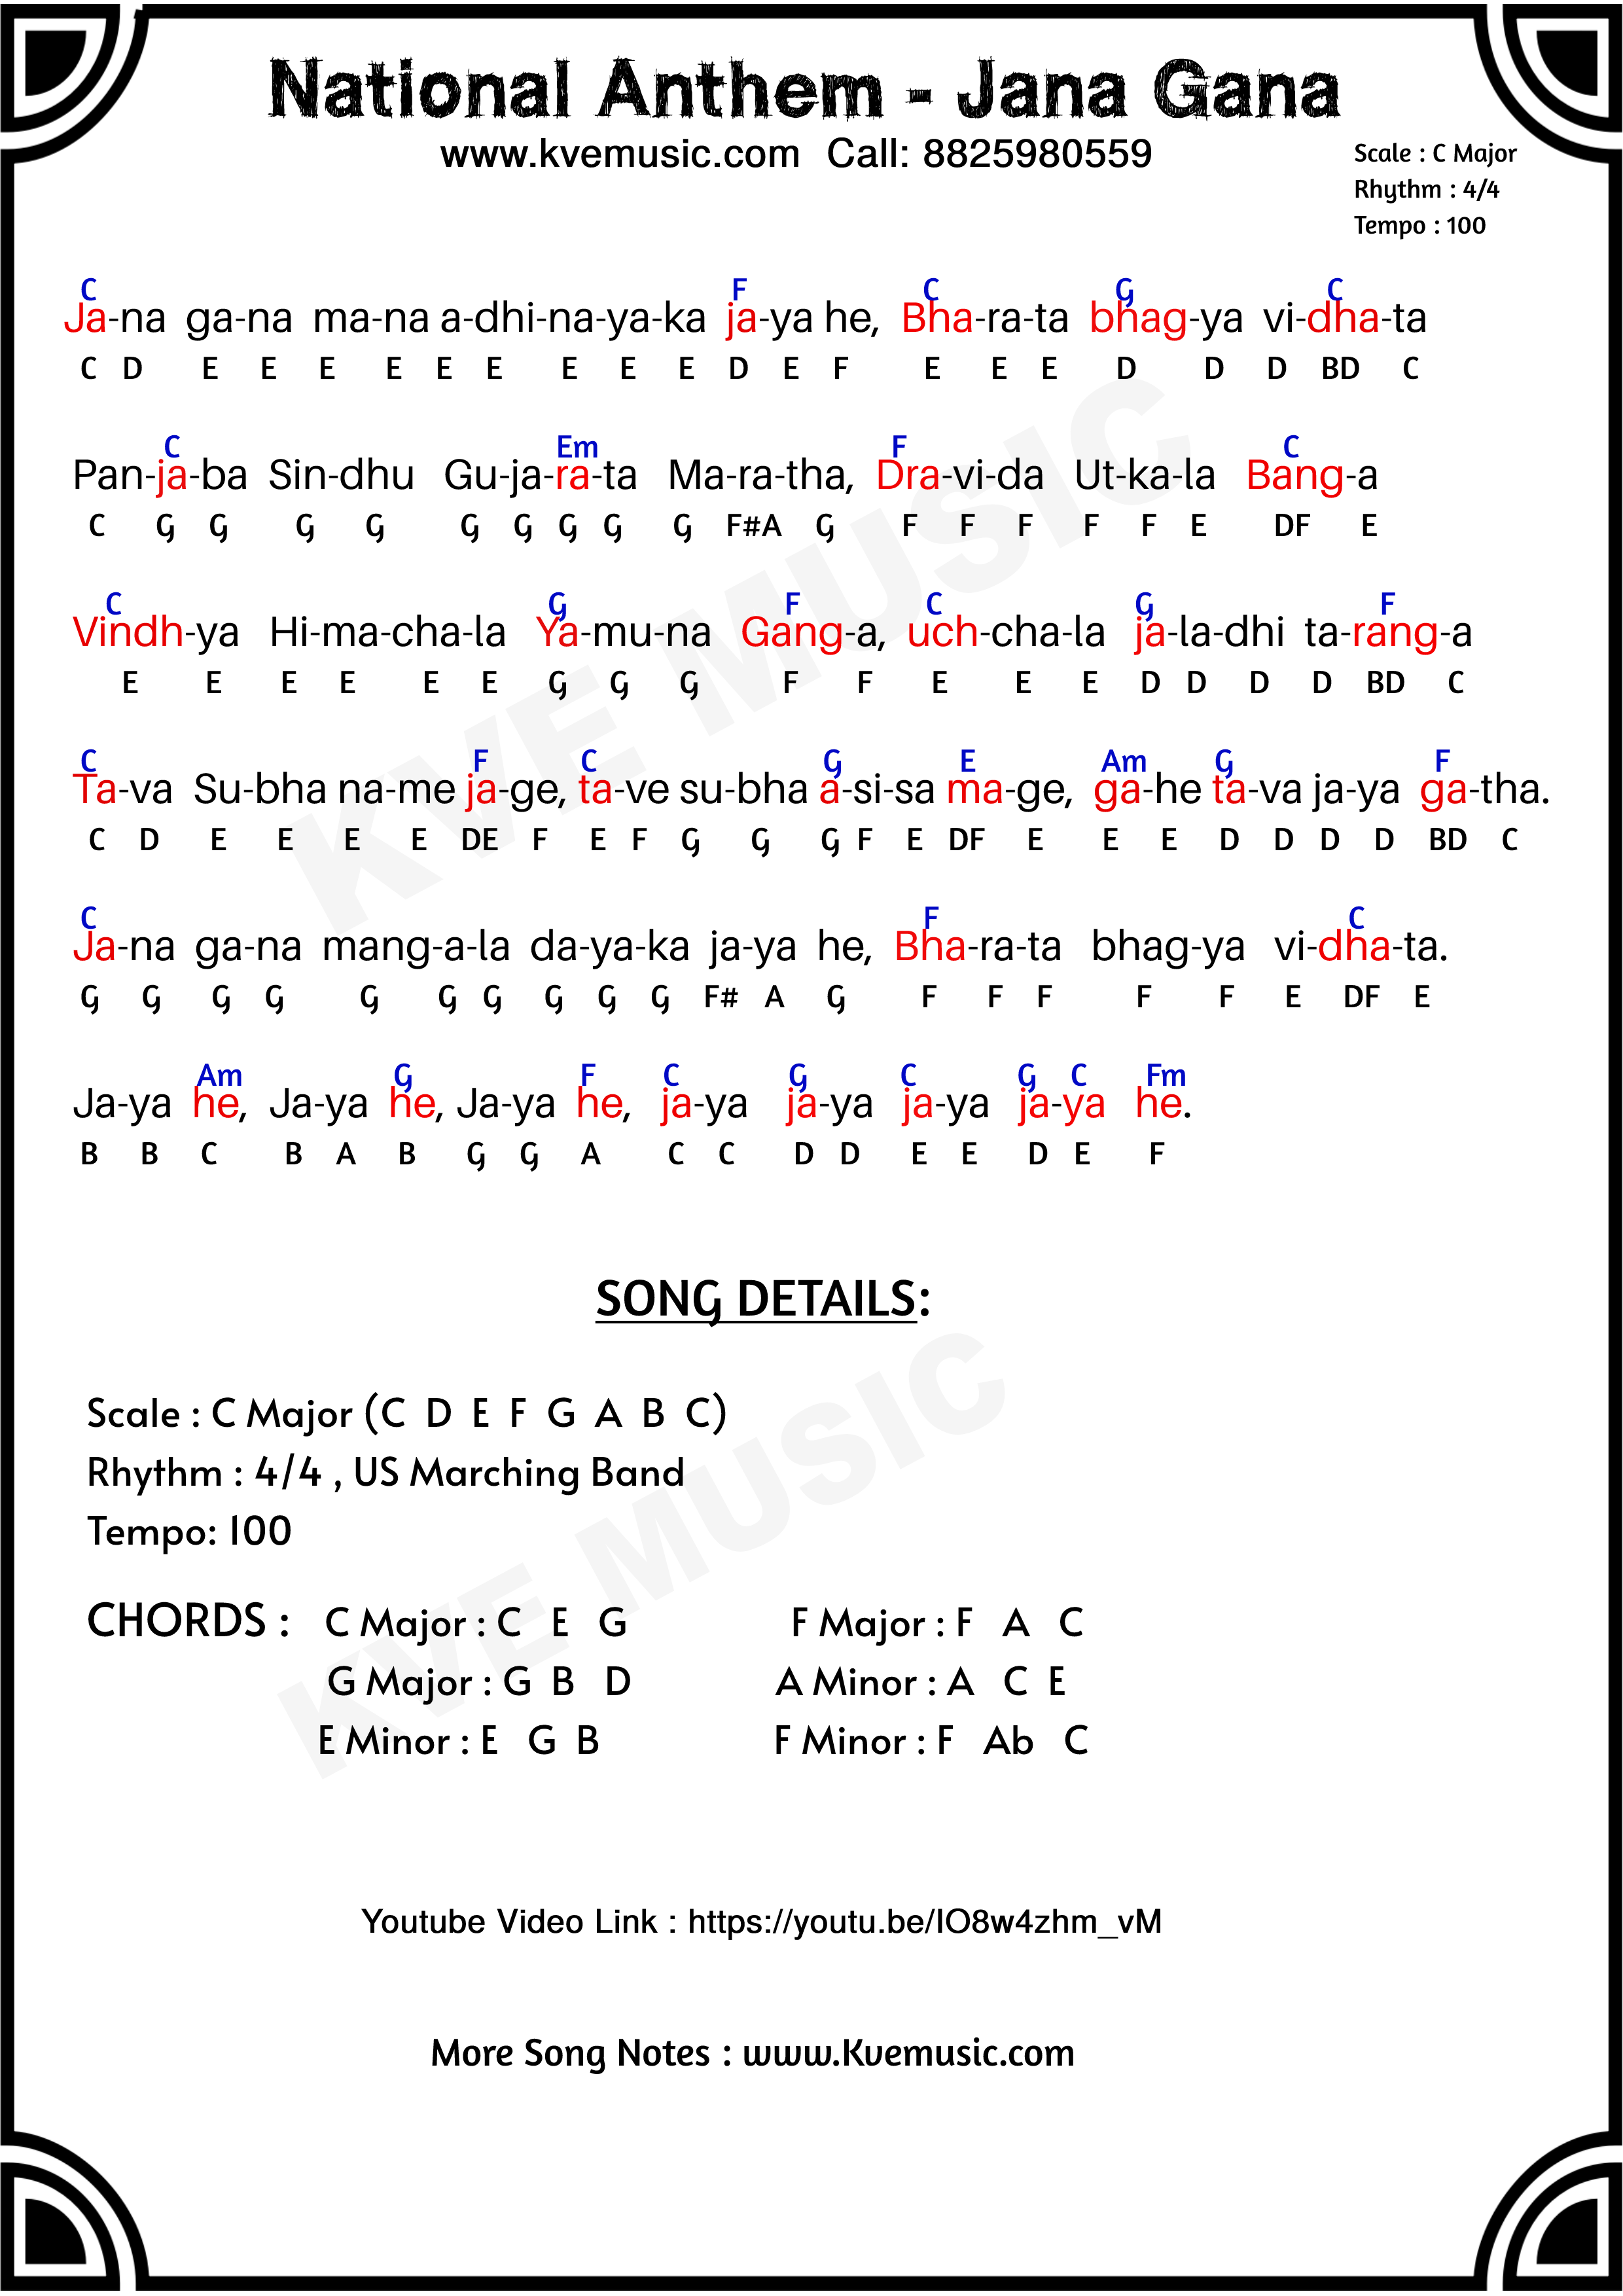 National Anthem - Jana Gana
www.kvemusic.com Call: 8825980559
Scale : C Major
Rhythm : 4/4
Tempo : 100
C F C G C
Ja-na ga-na ma-na a-dhi-na-ya-ka ja-ya he, Bha-ra-ta bhag-ya vi-dha-ta
C D E E E E E E E E E D E F E E E D D D BD C
C Em F C
Pan-ja-ba Sin-dhu Gu-ja-ra-ta Ma-ra-tha, Dra-vi-da Ut-ka-la Bang-a
C G G G G G G G G G F#A G F F F F F E DF E
C G F C G F
Vindh-ya Hi-ma-cha-la Ya-mu-na Gang-a, uch-cha-la ja-la-dhi ta-rang-a
E E E E E E G G G F F E E E D D D D BD C
C F C G E Am G F
Ta-va Su-bha na-me ja-ge, ta-ve su-bha a-si-sa ma-ge, ga-he ta-va ja-ya ga-tha.
C D E E E E DE F E F G G G F E DF E E E D D D D BD C
C F C
Ja-na ga-na mang-a-la da-ya-ka ja-ya he, Bha-ra-ta bhag-ya vi-dha-ta.
G G G G G G G G G G F# A G F F F F F E DF E
Am G F C G C G C Fm
Ja-ya he, Ja-ya he, Ja-ya he, ja-ya ja-ya ja-ya ja-ya he.
B B C B A B G G A C C D D E E D E F
KVE MUSIC
SONG DETAILS:
Scale : C Major (C D E F G A B C)
Rhythm : 4/4 , US Marching Band
Tempo: 100
CHORDS : C Major : C E G F Major : F A C
G Major : G B D A Minor : A C E
E Minor : E G B F Minor : F Ab C
KVE MUSIC
Youtube Video Link : https://youtu.be/IO8w4zhm_vM
More Song Notes : www.Kvemusic.com